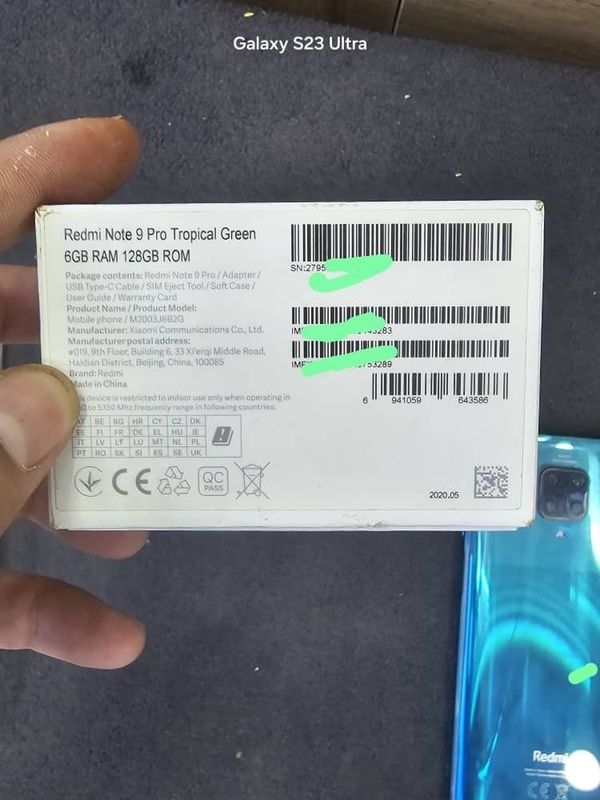 Galaxy S23 Ultra
Redmi Note 9 Pro Tropical Green
6GB RAM 128GB ROM
Package contents: Redmi Note 9 Pro / Adapter /
USB Type-C Cable / SIM Eject Tool / Soft Case /
User Guide / Warranty Card
Product Name / Product Model:
Mobile phone / M2003J6B2G
Manufacturer: Xiaomi Communications Co., Ltd.
Manufacturer postal address:
#019, 9th Floor, Building 6, 33 Xi'erqi Middle Road,
Haidian District, Beijing, China, 100085
Brand: Redmi
Made in China
device is restricted to indoor use only when operating in
to 5350 Mhz frequency range in following countries:
AT BE BG HR CY CZ DK
EE FI FR DE EL HU IE
IT LV LT LU MT NL PL
PT RO SK SI ES SE UK
CE
QC
PASS
SN:2795
283
753289
6 941059 643586
2020.05
Redmi
CE